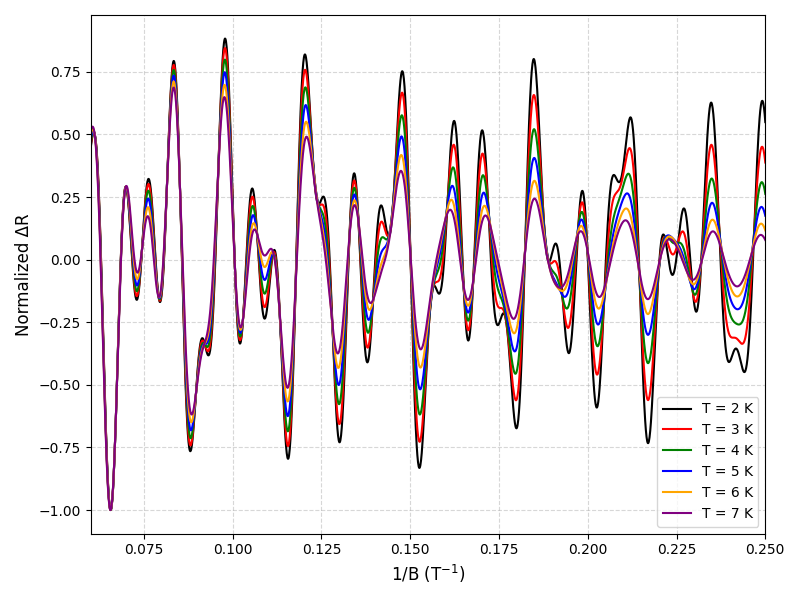 Normalized ΔR
0.75
0.50
0.25
0.00
−0.25
−0.50
−0.75
−1.00
T = 2 K
T = 3 K
T = 4 K
T = 5 K
T = 6 K
T = 7 K
0.075 0.100 0.125 0.150 0.175 0.200 0.225 0.250
1/B (T⁻¹)